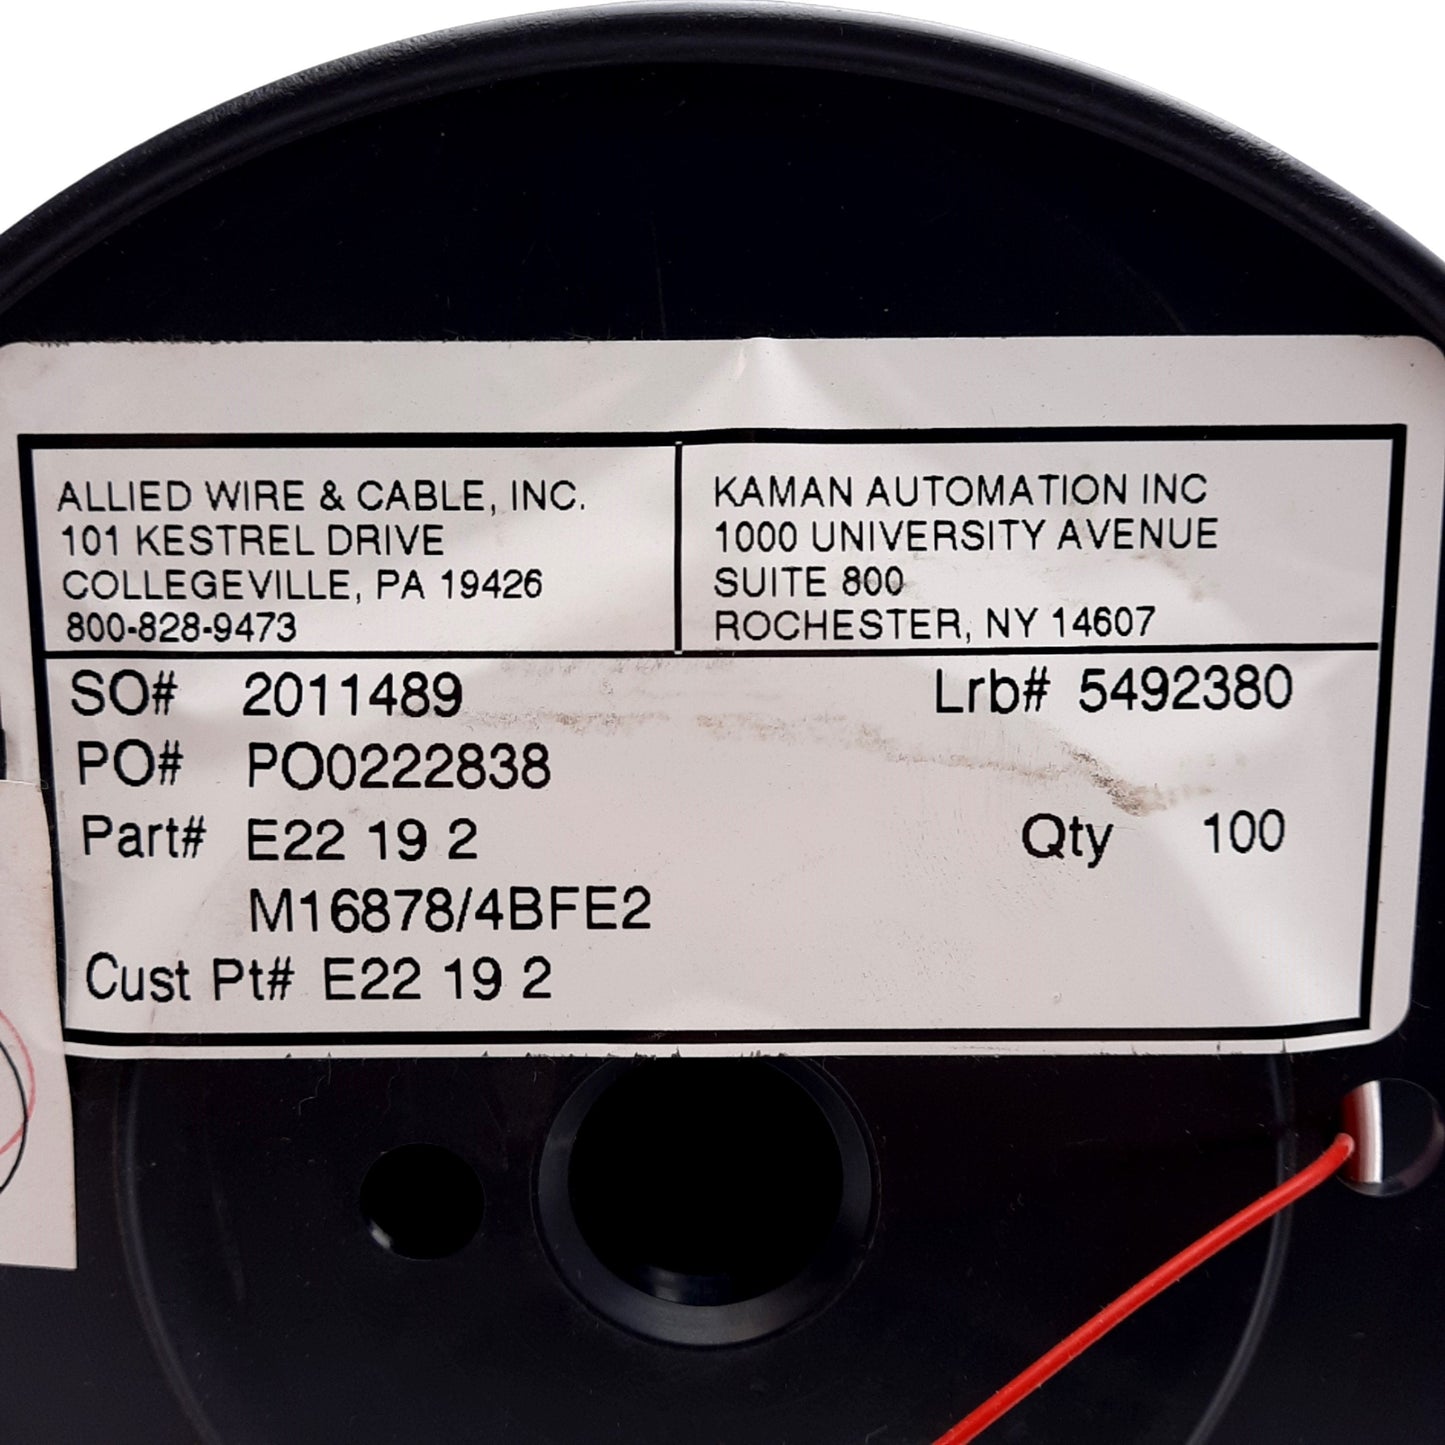 ALLIED WIRE & CABLE, INC.
101 KESTREL DRIVE
COLLEGEVILLE, PA 19426
800-828-9473
KAMAN AUTOMATION INC
1000 UNIVERSITY AVENUE
SUITE 800
ROCHESTER, NY 14607
SO# 2011489 Lrb# 5492380
PO# PO0222838
Part# E22 19 2 Qty 100
M16878/4BFE2
Cust Pt# E22 19 2